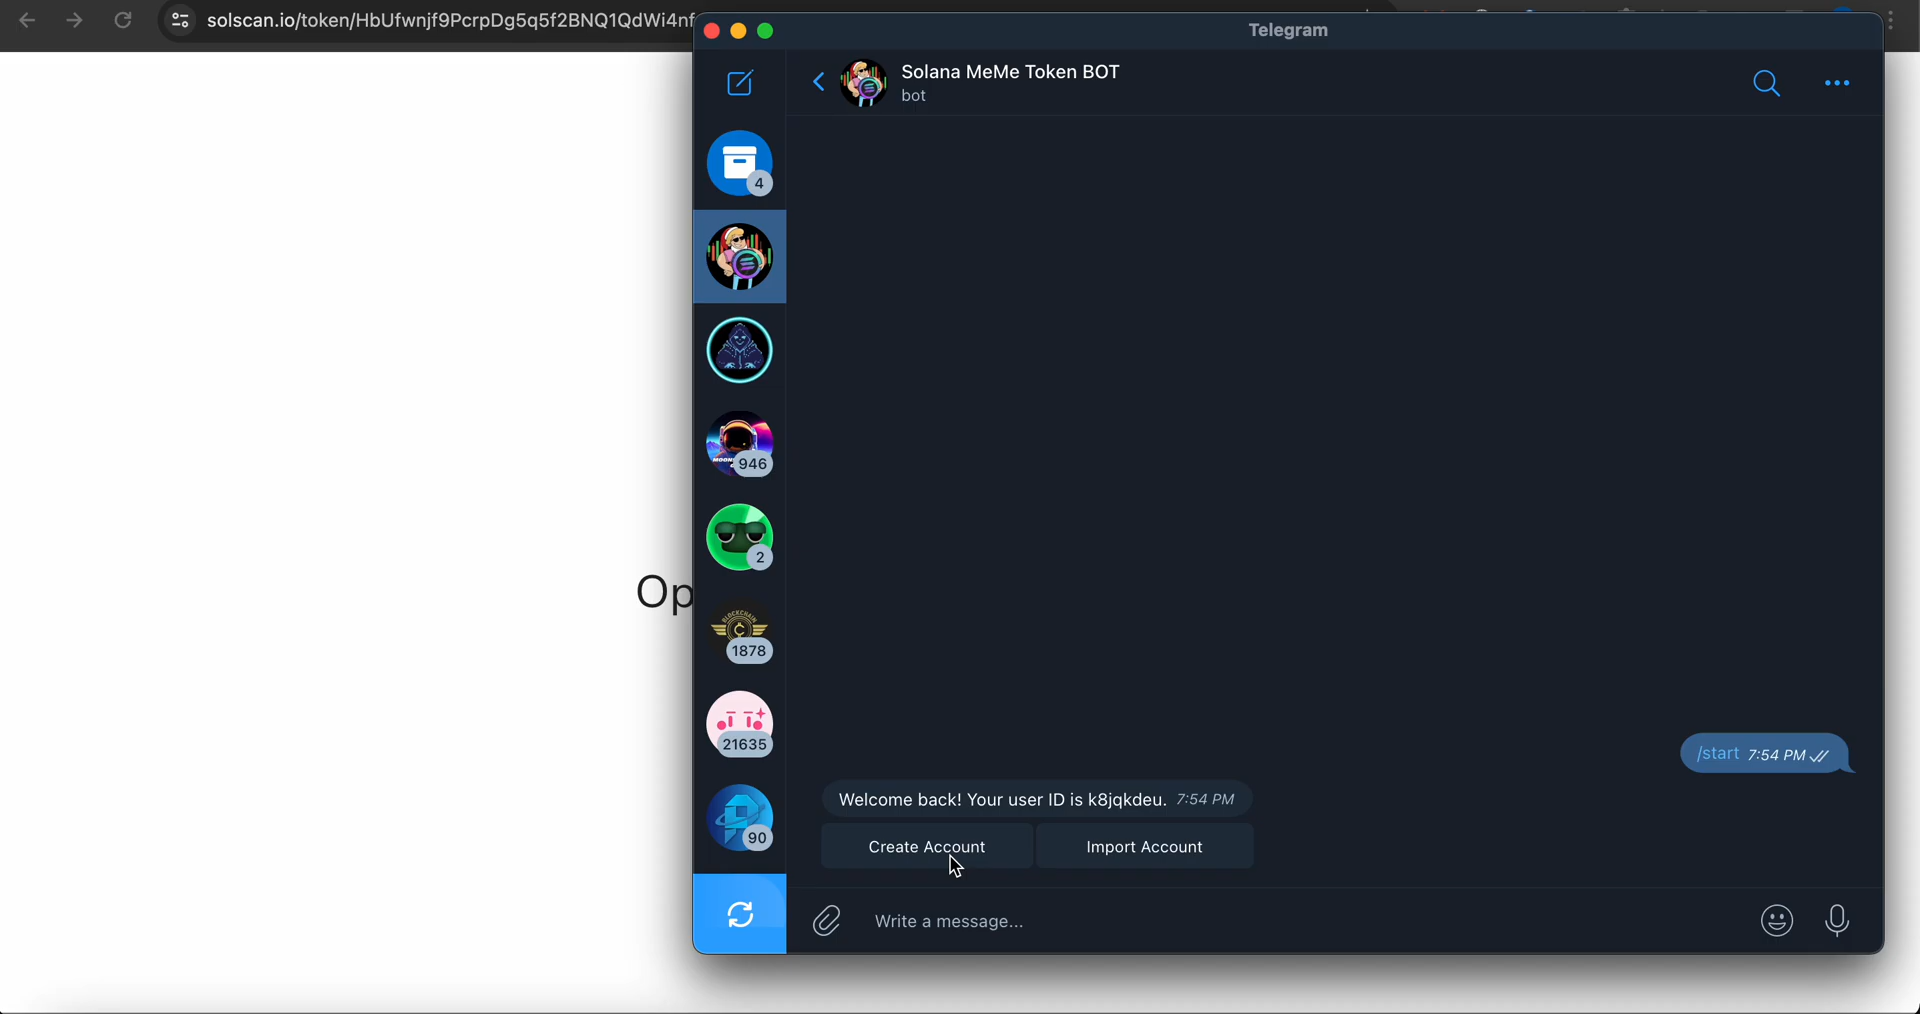 solscan.io/token/HbUfwnjf9PcrpDg5q5f2BNQ1QdWi4nf
Telegram
Solana MeMe Token BOT
bot
4
946
2
BLOCKCHAIN
1878
21635
90
Op
/start 7:54 PM
Welcome back! Your user ID is k8jqkdeu. 7:54 PM
Create Account
Import Account
Write a message...